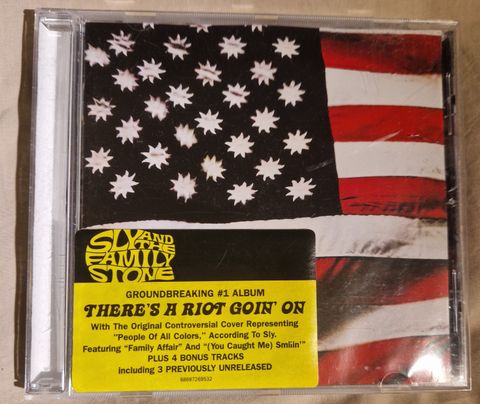 SLY AND
THE
FAMILY
STONE
GROUNDBREAKING #1 ALBUM
THERE'S A RIOT GOIN' ON
With The Original Controversial Cover Representing
"People Of All Colors," According To Sly.
Featuring "Family Affair" And "(You Caught Me) Smilin'"
PLUS 4 BONUS TRACKS
including 3 PREVIOUSLY UNRELEASED
88697269532